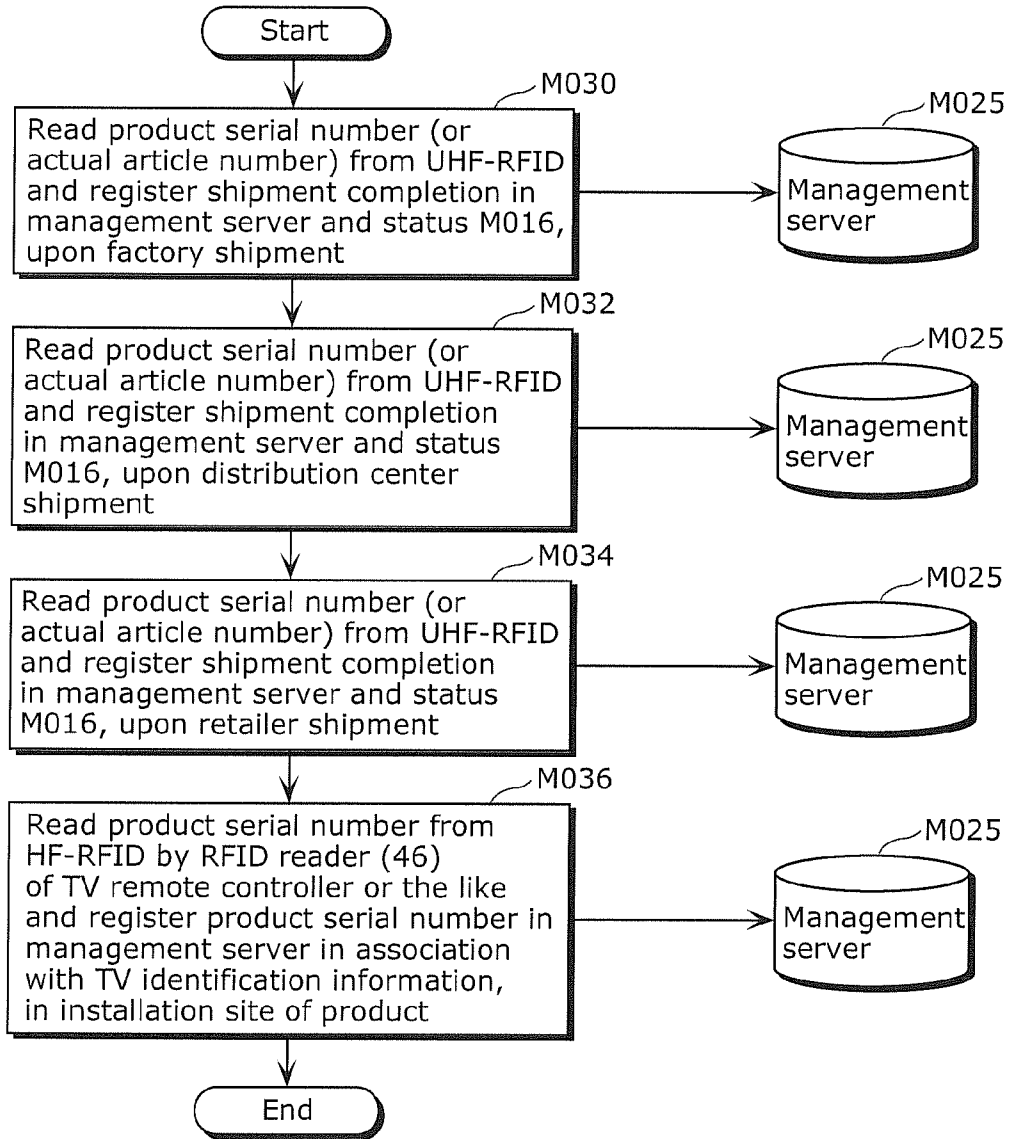 Start
M030
Read product serial number (or
actual article number) from UHF-RFID
and register shipment completion in
management server and status M016,
upon factory shipment
M025
Management
server
M032
Read product serial number (or
actual article number) from UHF-RFID
and register shipment completion
in management server and status
M016, upon distribution center
shipment
M025
Management
server
M034
Read product serial number (or
actual article number) from UHF-RFID
and register shipment completion
in management server and status
M016, upon retailer shipment
M025
Management
server
M036
Read product serial number from
HF-RFID by RFID reader (46)
of TV remote controller or the like
and register product serial number in
management server in association
with TV identification information,
in installation site of product
M025
Management
server
End